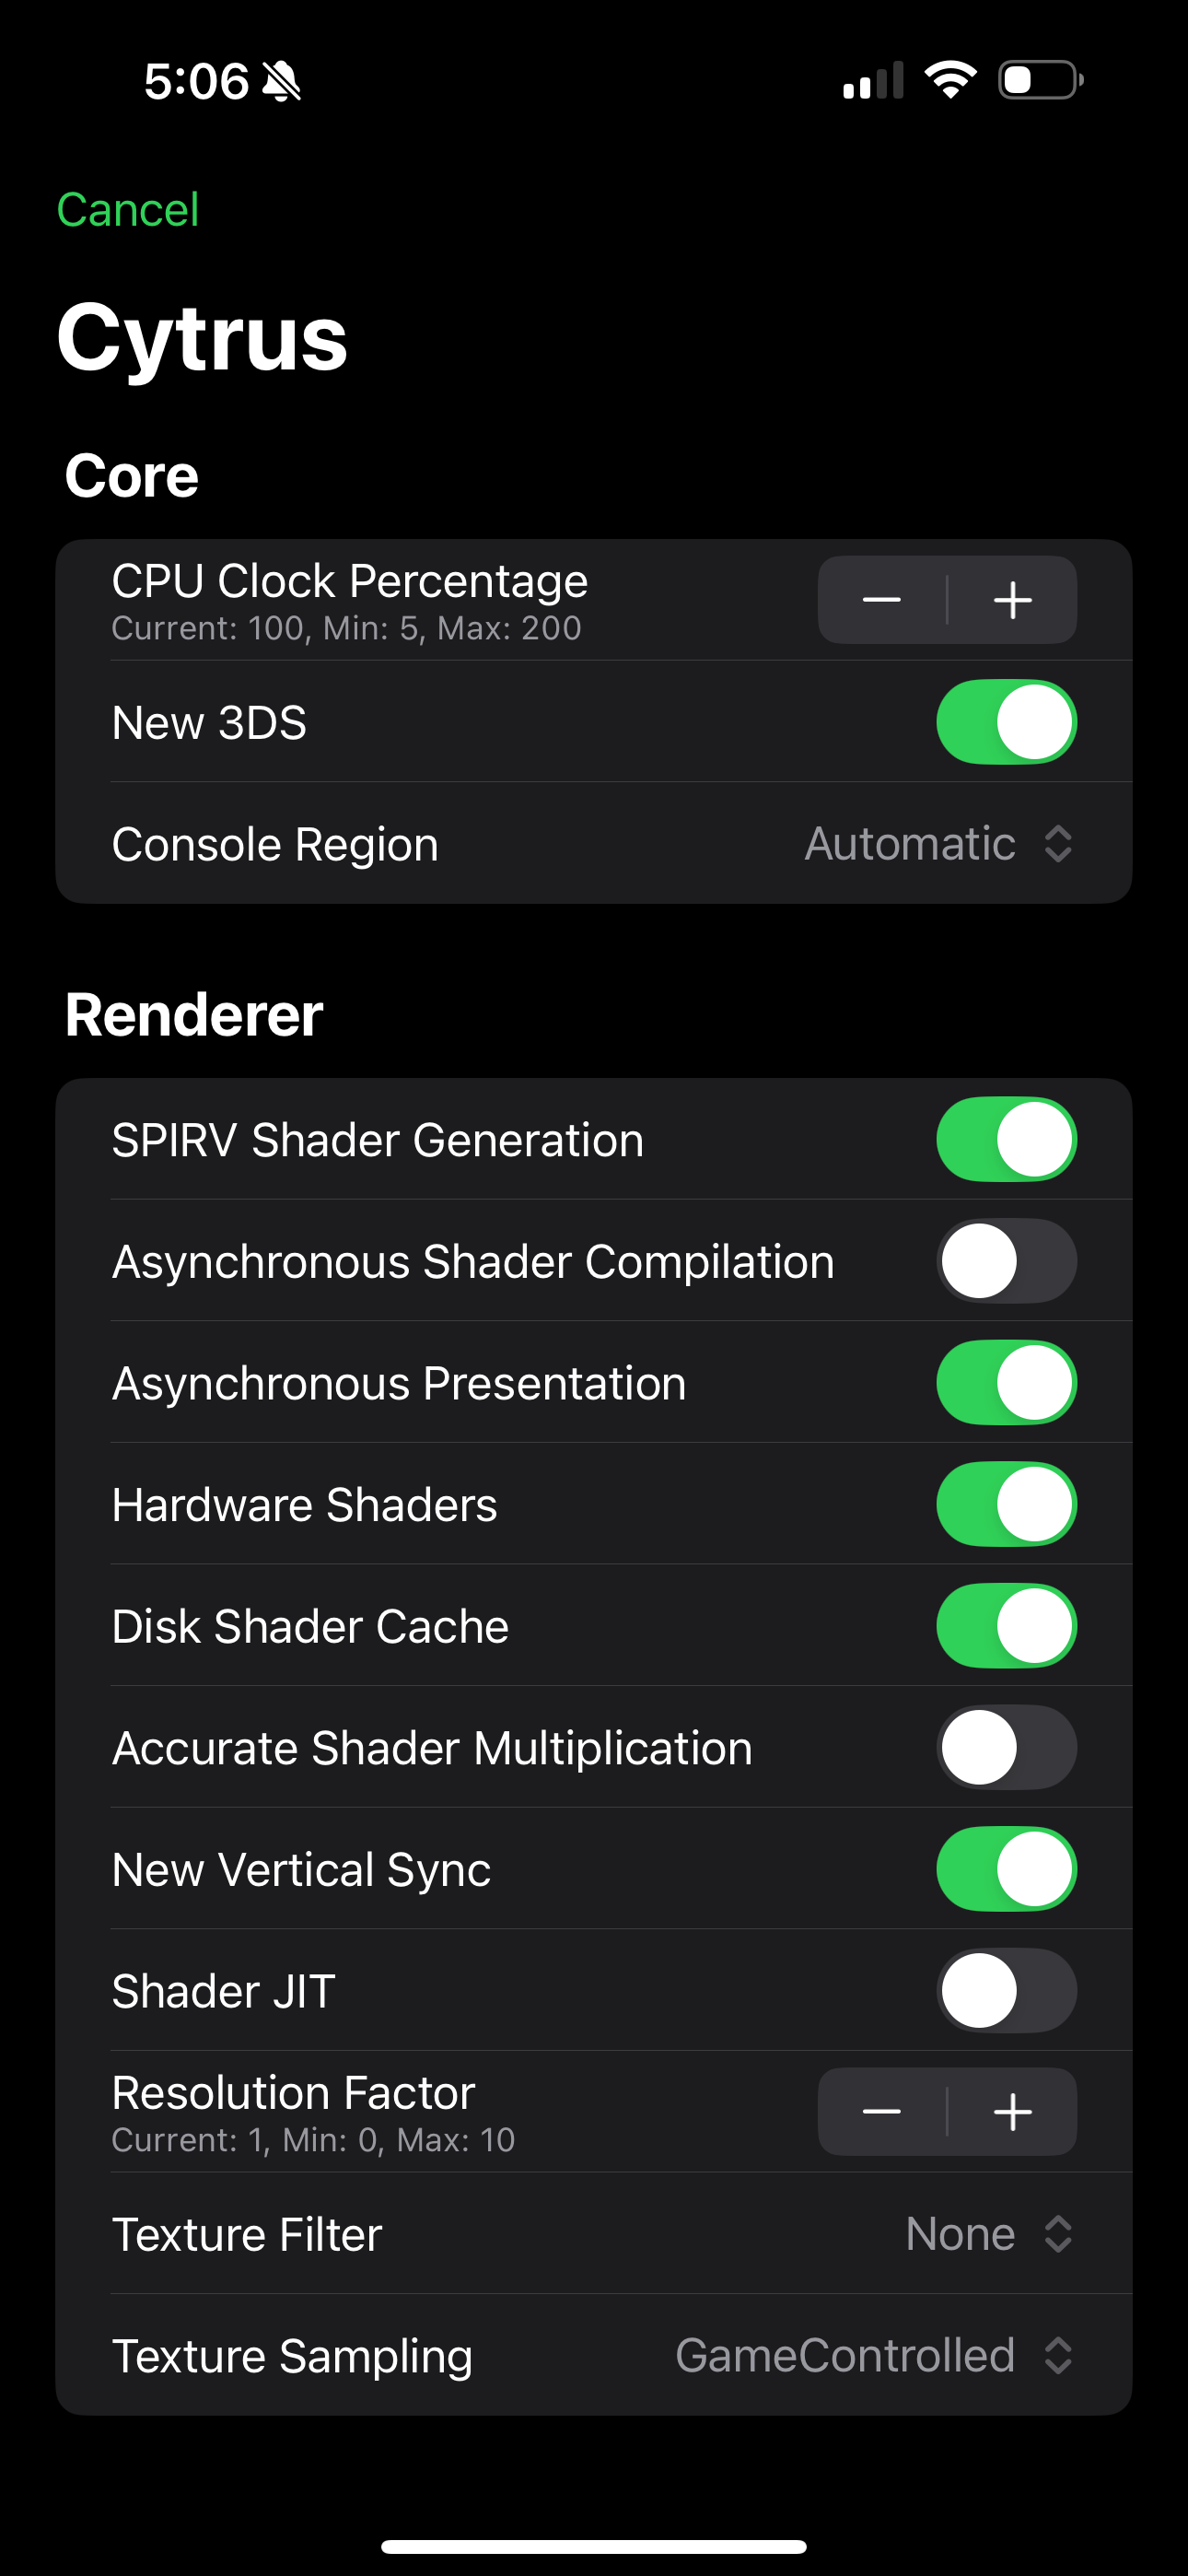 5:06
Cancel
Cytrus
Core
CPU Clock Percentage
Current: 100, Min: 5, Max: 200
New 3DS
Console Region Automatic
Renderer
SPIRV Shader Generation
Asynchronous Shader Compilation
Asynchronous Presentation
Hardware Shaders
Disk Shader Cache
Accurate Shader Multiplication
New Vertical Sync
Shader JIT
Resolution Factor
Current: 1, Min: 0, Max: 10
Texture Filter None
Texture Sampling GameControlled